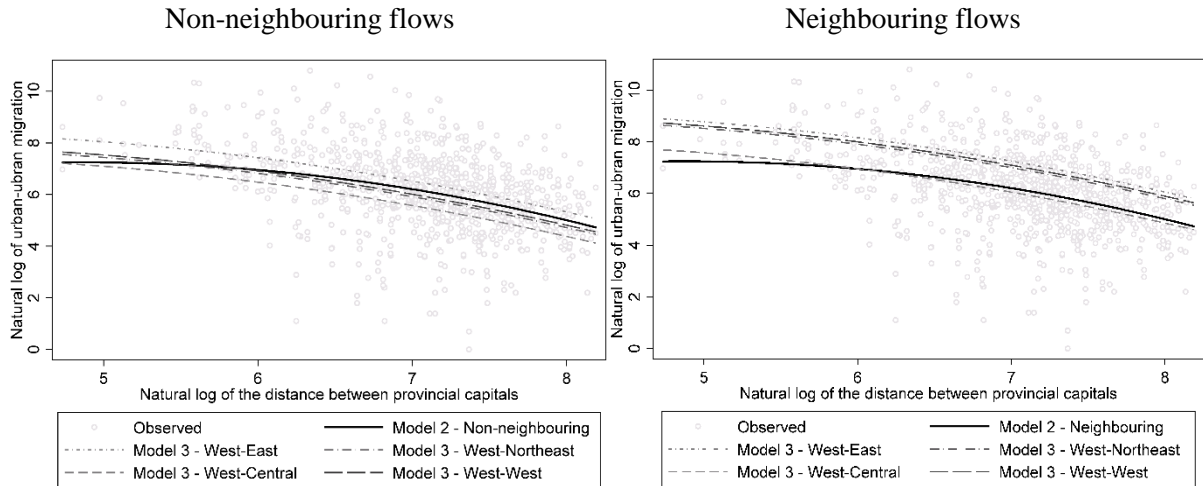 Non-neighbouring flows
Neighbouring flows
Natural log of urban-ubran migration
10
8
6
4
2
0
5 6 7 8
Natural log of the distance between provincial capitals
Observed Model 2 - Non-neighbouring
Model 3 - West-East Model 3 - West-Northeast
Model 3 - West-Central Model 3 - West-West
Natural log of urban-ubran migration
10
8
6
4
2
0
5 6 7 8
Natural log of the distance between provincial capitals
Observed Model 2 - Neighbouring
Model 3 - West-East Model 3 - West-Northeast
Model 3 - West-Central Model 3 - West-West